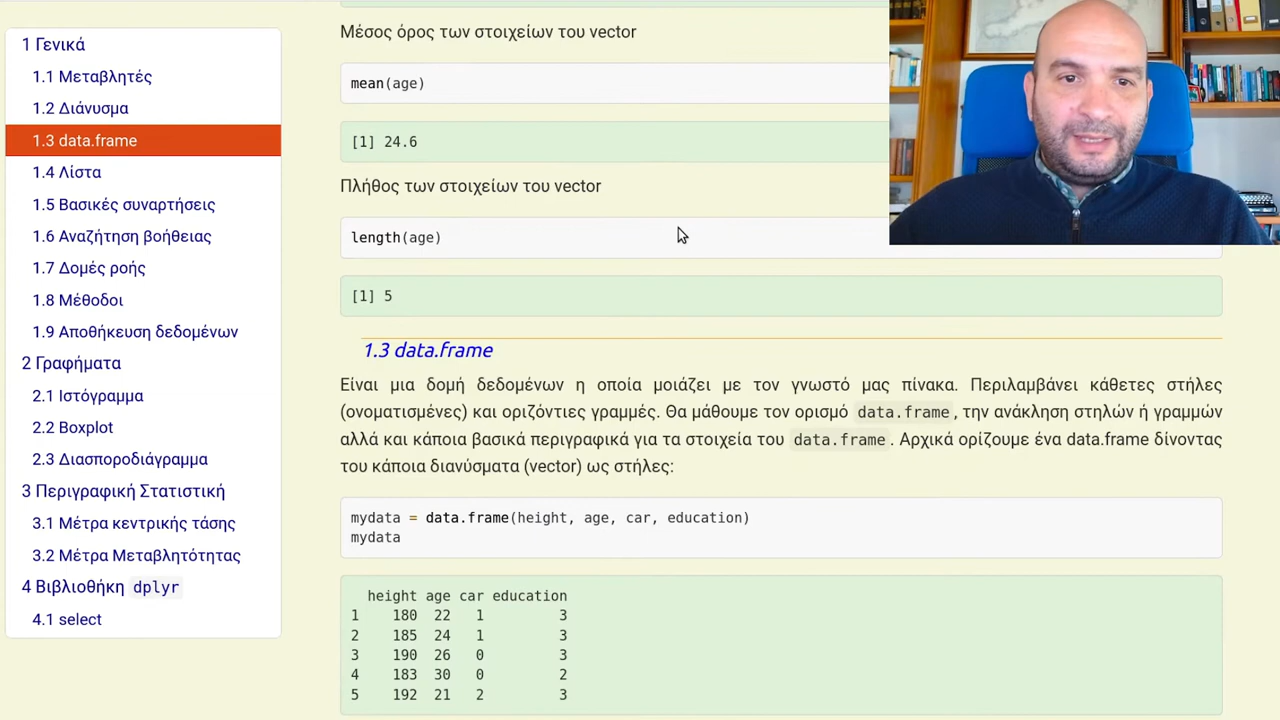 1 Γενικά
1.1 Μεταβλητές
1.2 Διάνυσμα
1.3 data.frame
1.4 Λίστα
1.5 Βασικές συναρτήσεις
1.6 Αναζήτηση βοήθειας
1.7 Δομές ροής
1.8 Μέθοδοι
1.9 Αποθήκευση δεδομένων
2 Γραφήματα
2.1 Ιστόγραμμα
2.2 Boxplot
2.3 Διασποροδιάγραμμα
3 Περιγραφική Στατιστική
3.1 Μέτρα κεντρικής τάσης
3.2 Μέτρα Μεταβλητότητας
4 Βιβλιοθήκη dplyr
4.1 select
Μέσος όρος των στοιχείων του vector
mean(age)
[1] 24.6
Πλήθος των στοιχείων του vector
length(age)
[1] 5
1.3 data.frame
Είναι μια δομή δεδομένων η οποία μοιάζει με τον γνωστό μας πίνακα. Περιλαμβάνει κάθετες στήλες
(ονοματισμένες) και οριζόντιες γραμμές. Θα μάθουμε τον ορισμό data.frame, την ανάκληση στηλών ή γραμμών
αλλά και κάποια βασικά περιγραφικά για τα στοιχεία του data.frame. Αρχικά ορίζουμε ένα data.frame δίνοντας
του κάποια διανύσματα (vector) ως στήλες:
mydata = data.frame(height, age, car, education)
mydata
height age car education
1 180 22 1 3
2 185 24 1 3
3 190 26 0 3
4 183 30 0 2
5 192 21 2 3